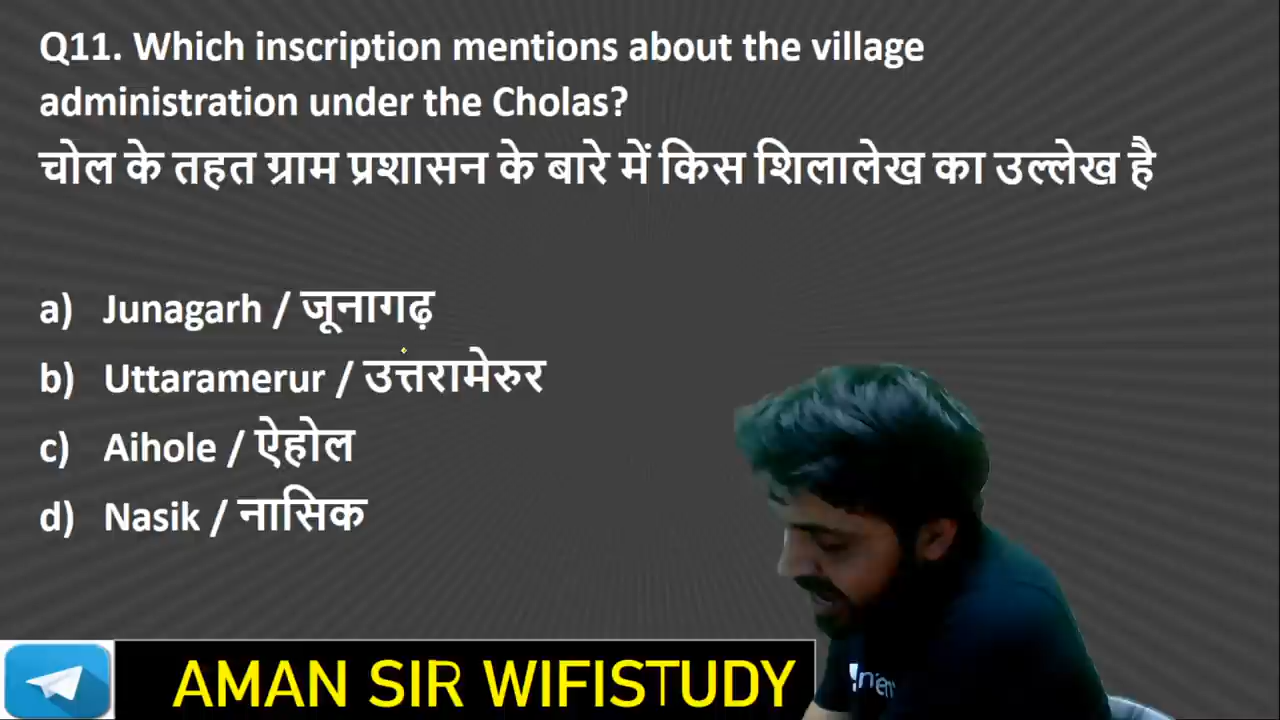 Q11. Which inscription mentions about the village
administration under the Cholas?
चोल के तहत ग्राम प्रशासन के बारे में किस शिलालेख का उल्लेख है
a) Junagarh / जूनागढ़
b) Uttaramerur / उत्तरामेरुर
c) Aihole / ऐहोल
d) Nasik / नासिक
AMAN SIR WIFISTUDY